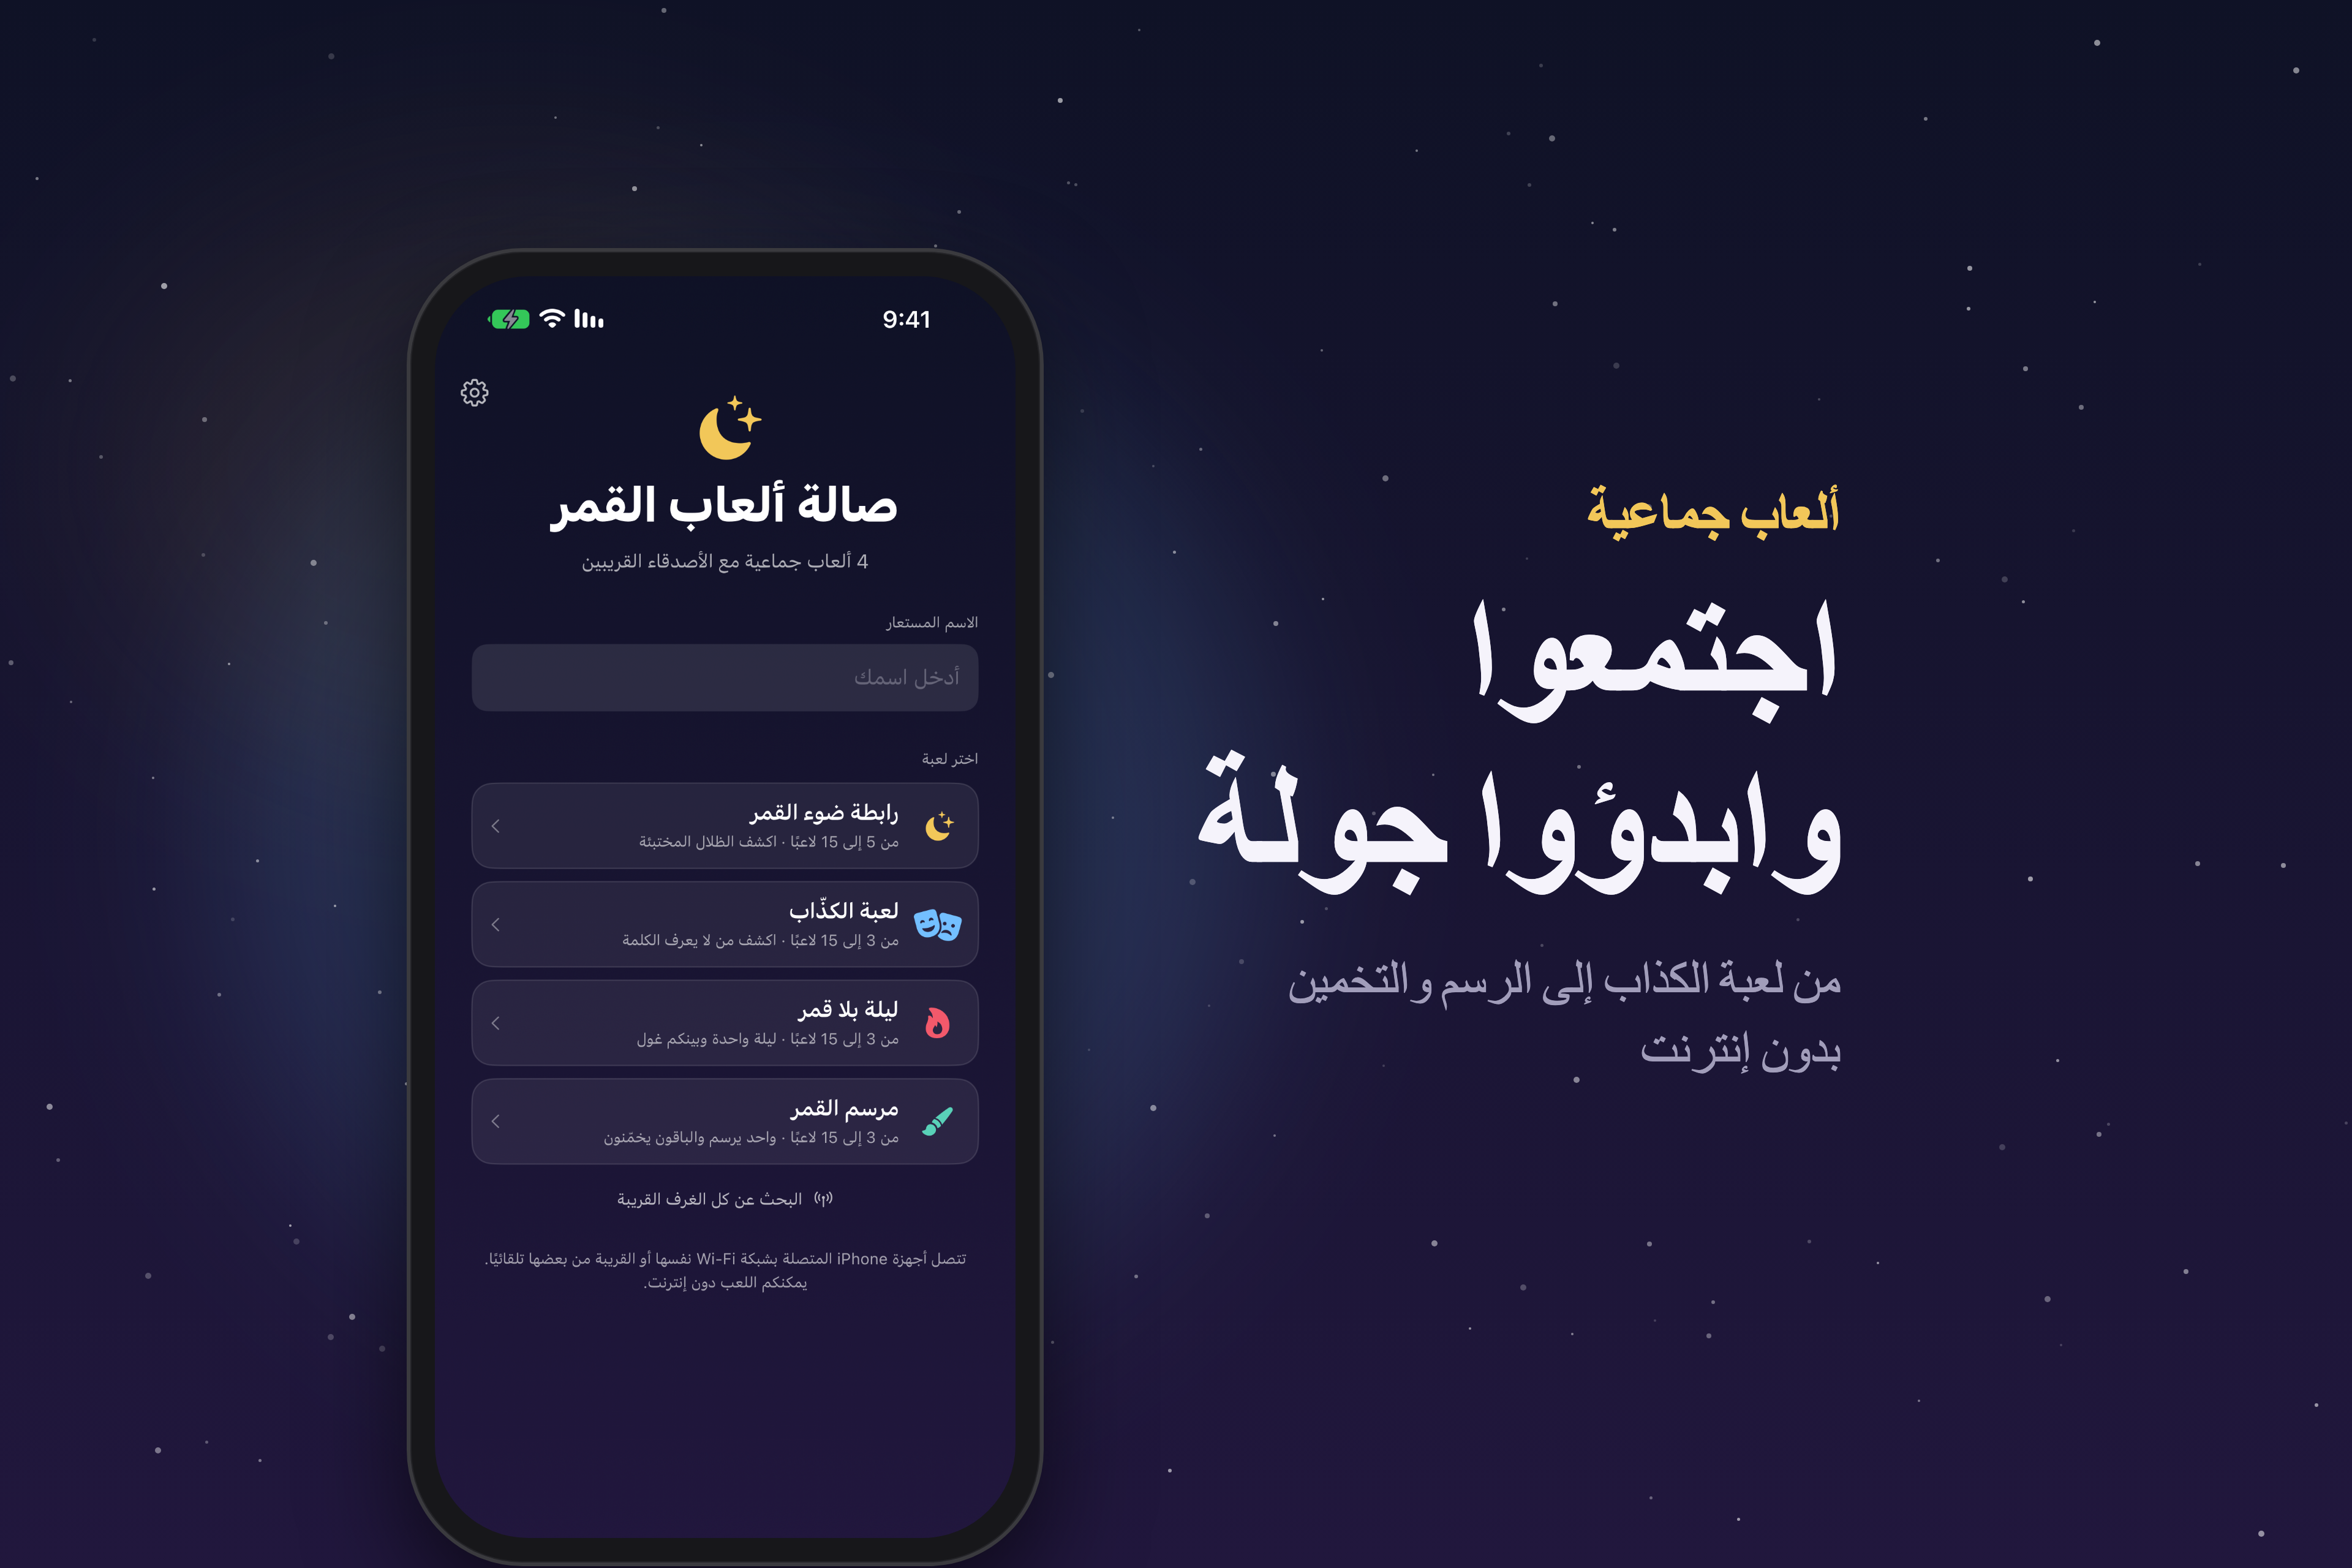 ألعاب جماعية
اجتمعوا
وابدؤوا جولة
من لعبة الكذاب إلى الرسم والتخمين
بدون إنترنت
9:41
صالة ألعاب القمر
4 ألعاب جماعية مع الأصدقاء القريبين
الاسم المستعار
أدخل اسمك
اختر لعبة
رابطة ضوء القمر
من 5 إلى 15 لاعبًا · اكشف الظلال المختبئة
لعبة الكذّاب
من 3 إلى 15 لاعبًا · اكشف من لا يعرف الكلمة
ليلة بلا قمر
من 3 إلى 15 لاعبًا · ليلة واحدة وبينكم غول
مرسم القمر
من 3 إلى 15 لاعبًا · واحد يرسم والباقون يخمّنون
البحث عن كل الغرف القريبة
تتصل أجهزة iPhone المتصلة بشبكة Wi-Fi نفسها أو القريبة من بعضها تلقائيًا.
يمكنكم اللعب دون إنترنت.